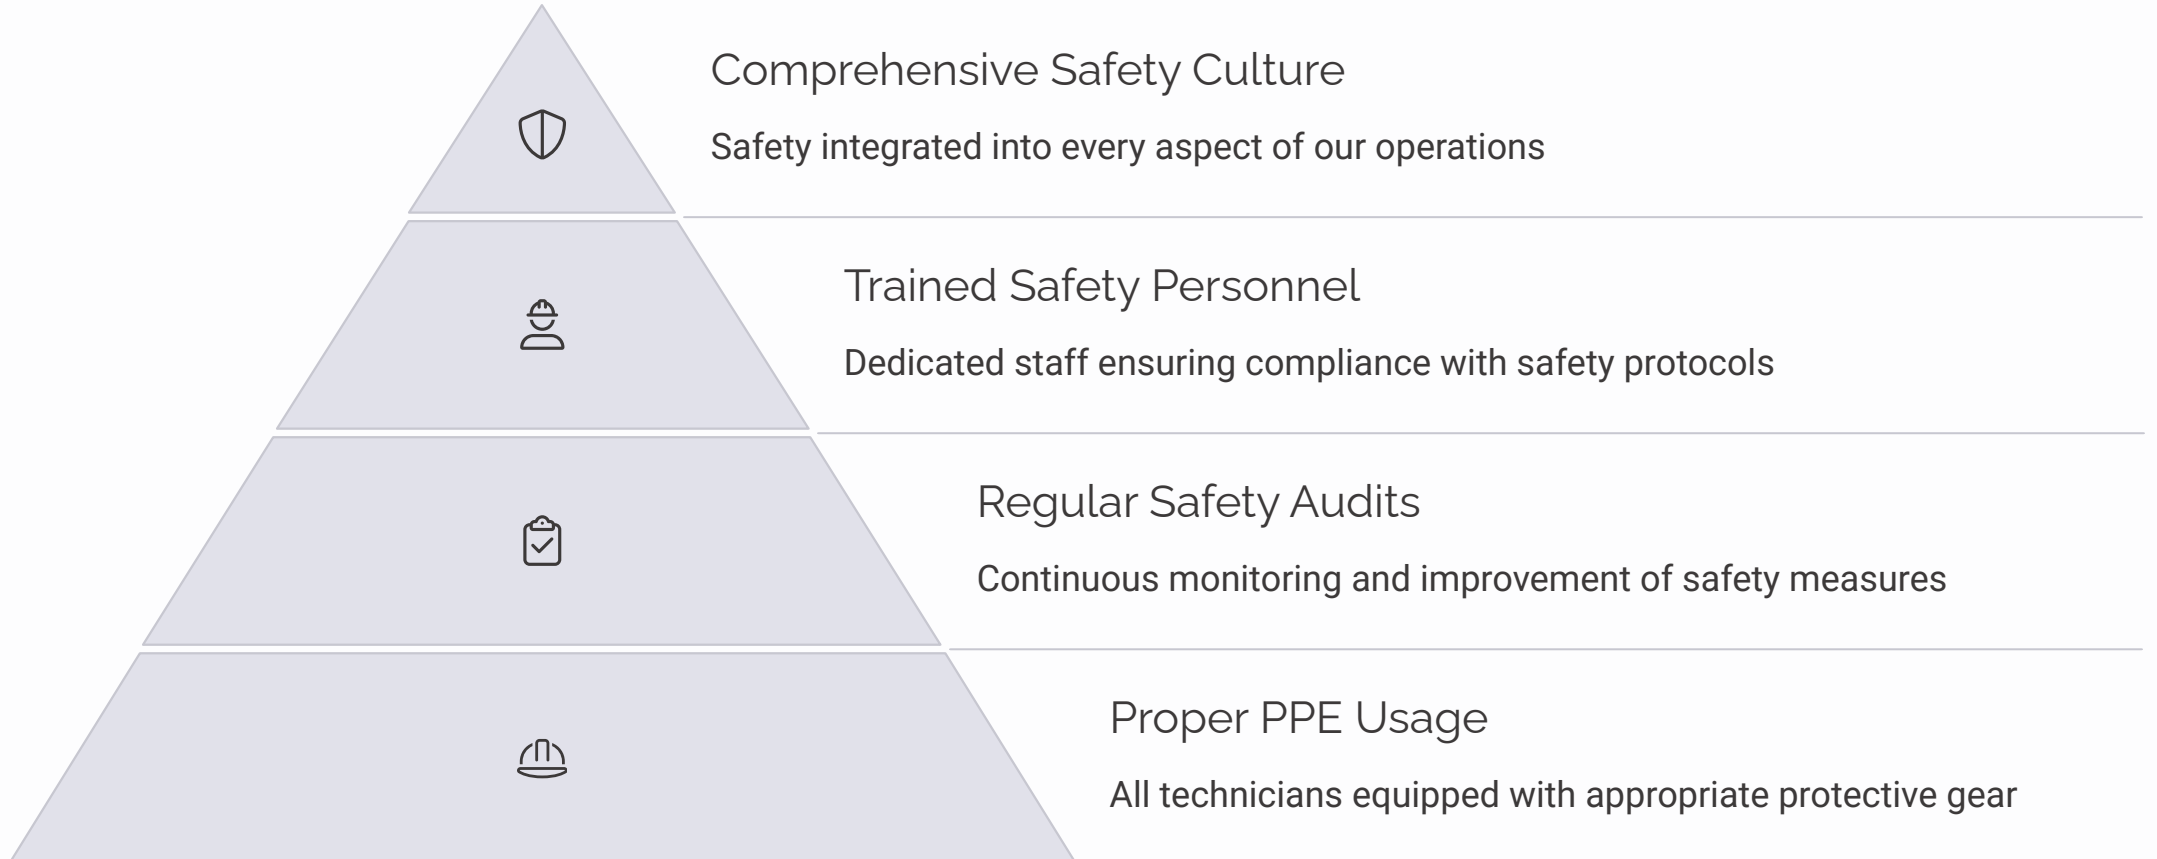 Comprehensive Safety Culture
Safety integrated into every aspect of our operations
Trained Safety Personnel
Dedicated staff ensuring compliance with safety protocols
Regular Safety Audits
Continuous monitoring and improvement of safety measures
Proper PPE Usage
All technicians equipped with appropriate protective gear